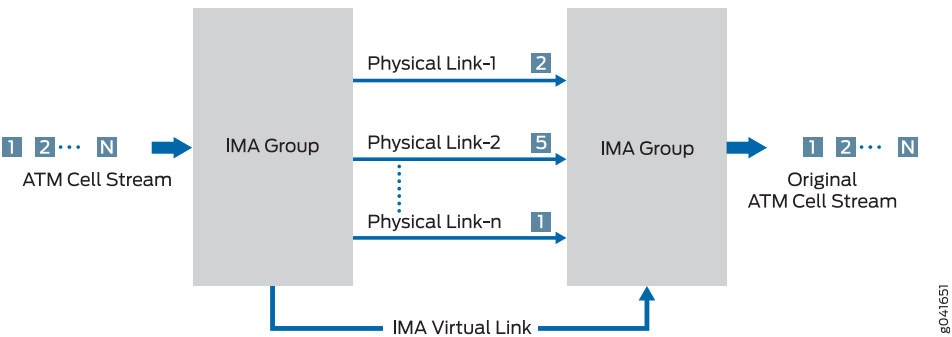 Physical Link-1 2
1 2 ... N
IMA Group
Physical Link-2 5
IMA Group
1 2 ... N
ATM Cell Stream
Original
ATM Cell Stream
Physical Link-n 1
IMA Virtual Link
g041651